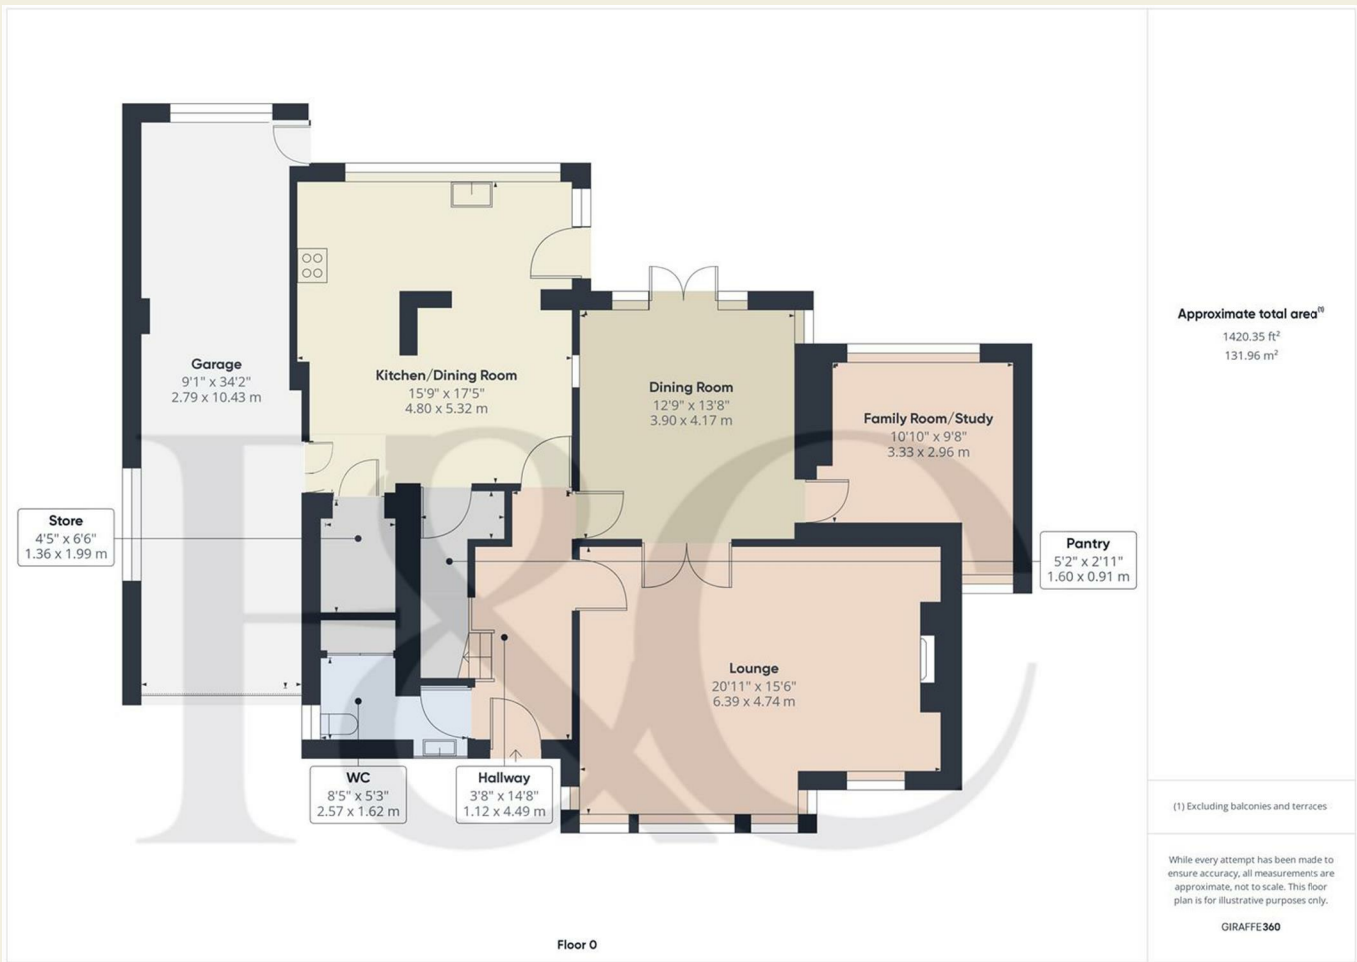 Garage
9'1" x 34'2"
2.79 x 10.43 m
Kitchen/Dining Room
15'9" x 17'5"
4.80 x 5.32 m
Dining Room
12'9" x 13'8"
3.90 x 4.17 m
Family Room/Study
10'10" x 9'8"
3.33 x 2.96 m
Store
4'5" x 6'6"
1.36 x 1.99 m
Pantry
5'2" x 2'11"
1.60 x 0.91 m
Lounge
20'11" x 15'6"
6.39 x 4.74 m
WC
8'5" x 5'3"
2.57 x 1.62 m
Hallway
3'8" x 14'8"
1.12 x 4.49 m
F&C
Floor 0
Approximate total area(1)
1420.35 ft²
131.96 m²
(1) Excluding balconies and terraces
While every attempt has been made to
ensure accuracy, all measurements are
approximate, not to scale. This floor
plan is for illustrative purposes only.
GIRAFFE360